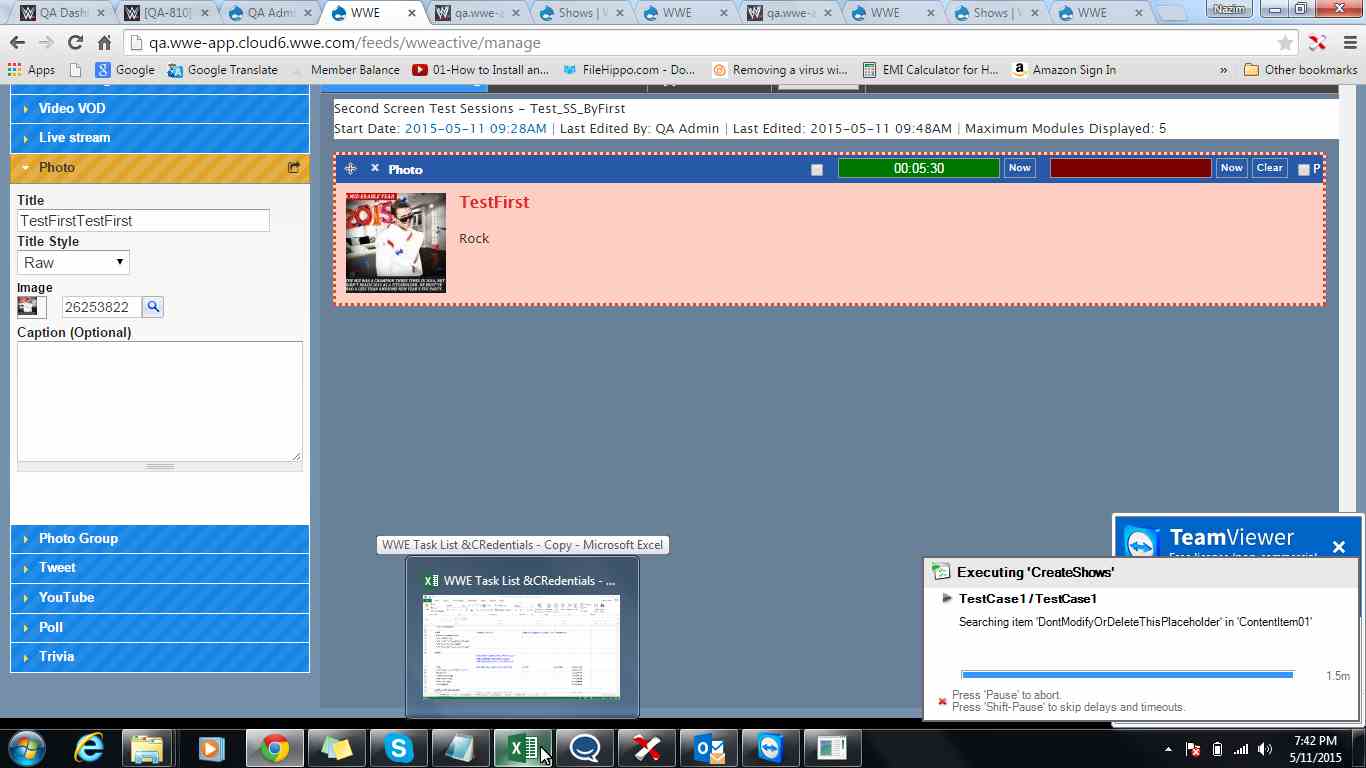 QA Dash
[QA-810]
QA Admi
WWE
qa.wwe-a
Shows | W
WWE
qa.wwe-a
WWE
Shows | W
WWE
Nazim
qa.wwe-app.cloud6.wwe.com/feeds/wweactive/manage
Apps
Google
Google Translate
Member Balance
01-How to Install an...
FileHippo.com - Do...
Removing a virus wi...
EMI Calculator for H...
Amazon Sign In
»
Other bookmarks
Video VOD
Live stream
Photo
Title
TestFirstTestFirst
Title Style
Raw
Image
26253822
Caption (Optional)
Photo Group
Tweet
YouTube
Poll
Trivia
Second Screen Test Sessions - Test_SS_ByFirst
Start Date: 2015-05-11 09:28AM | Last Edited By: QA Admin | Last Edited: 2015-05-11 09:48AM | Maximum Modules Displayed: 5
Photo
00:05:30
Now
Now
Clear
P
2015
TestFirst
Rock
WWE Task List &CRedentials - Copy - Microsoft Excel
WWE Task List &CRedentials - ...
TeamViewer
Executing 'CreateShows'
TestCase1 / TestCase1
Searching item 'DontModifyOrDeleteThisPlaceholder' in 'ContentItem01'
1.5m
Press 'Pause' to abort.
Press 'Shift-Pause' to skip delays and timeouts.
7:42 PM
5/11/2015